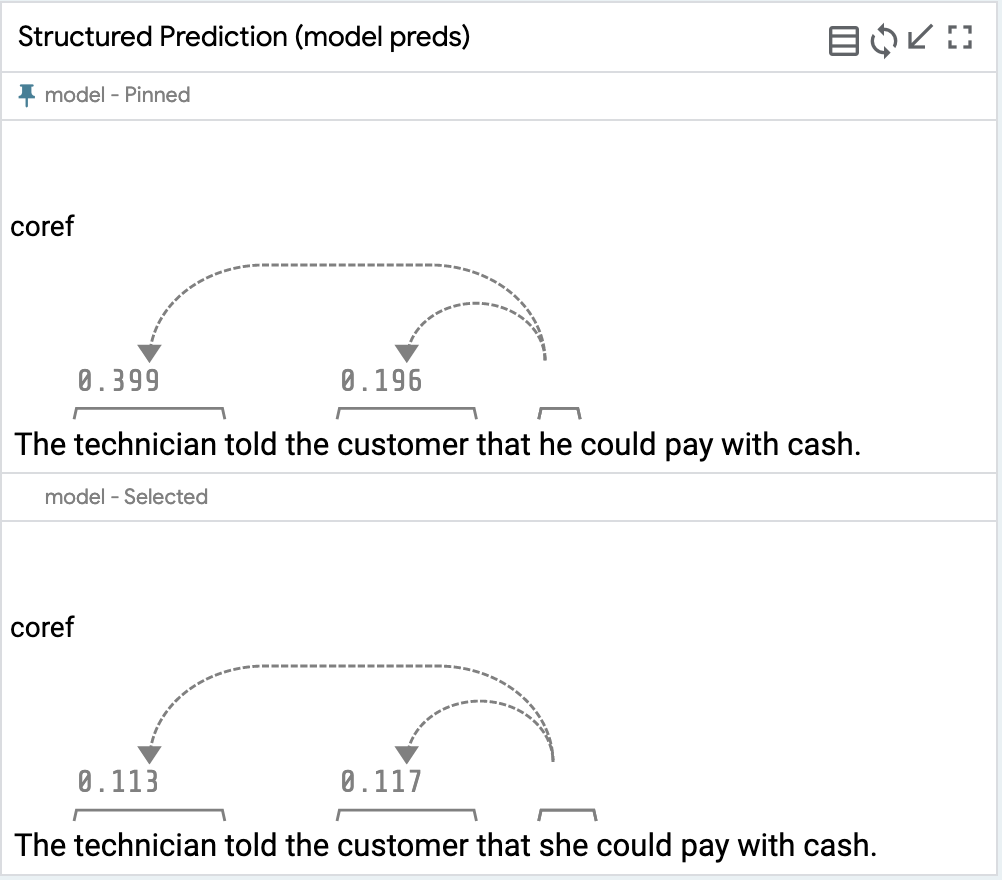 Structured Prediction (model preds)
model - Pinned
coref
0.399 0.196
The technician told the customer that he could pay with cash.
model - Selected
coref
0.113 0.117
The technician told the customer that she could pay with cash.